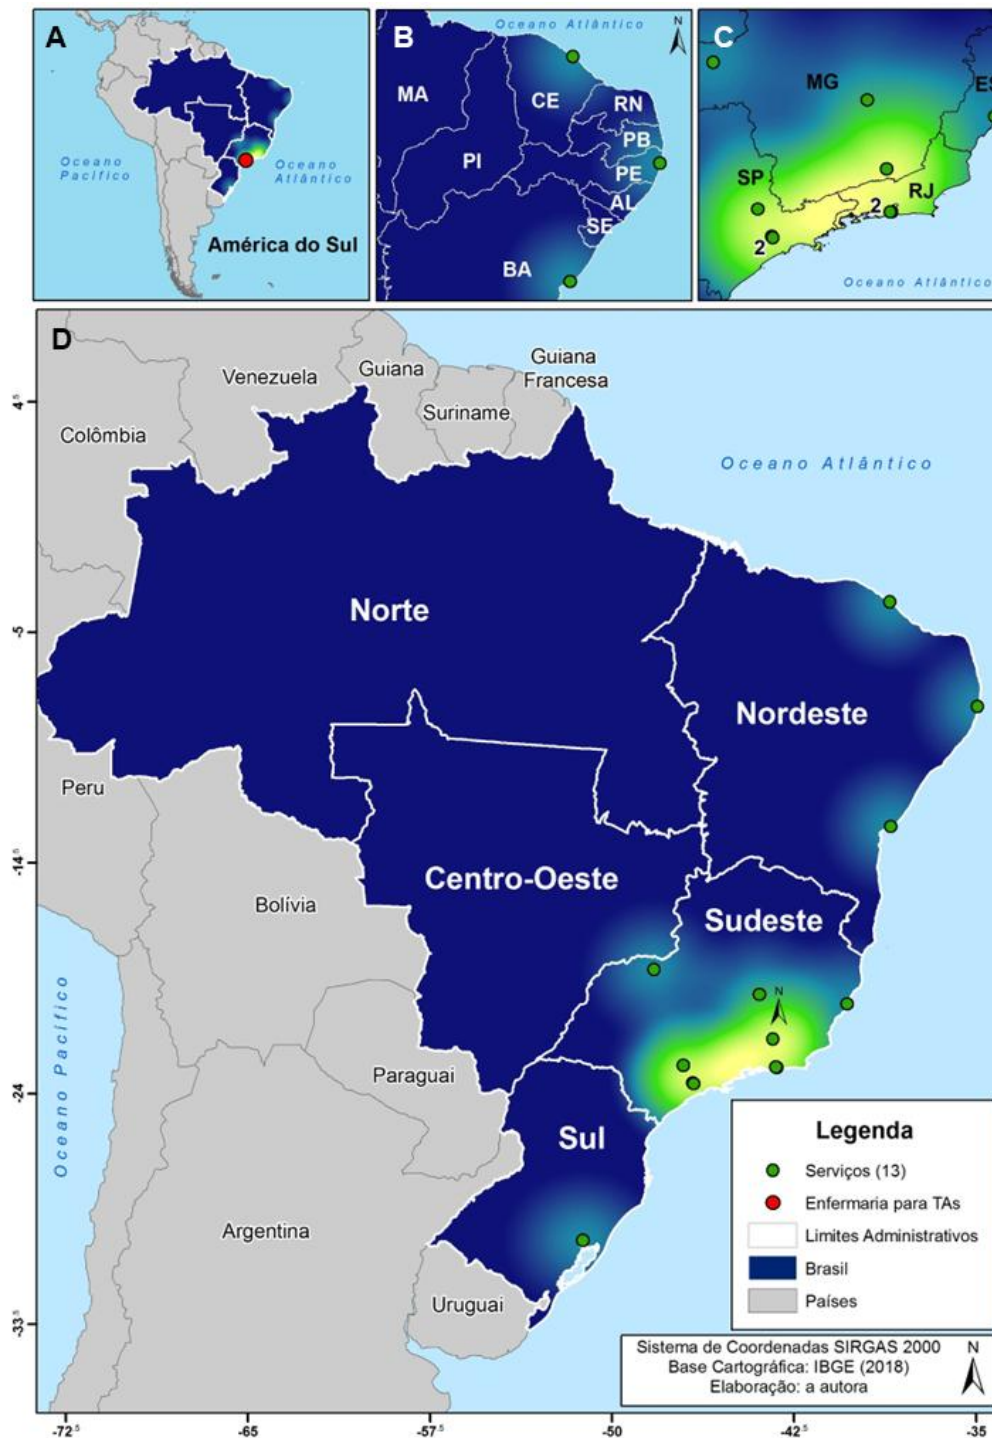 A
Oceano
Pacífico
Oceano
Atlântico
América do Sul
B
Oceano Atlântico
N
MA
CE
RN
PB
PI
PE
AL
SE
BA
C
MG
ES
SP
RJ
2
2
Oceano Atlântico
D
Venezuela
Guiana
Guiana
Francesa
Suriname
Colômbia
Oceano Atlântico
Norte
Nordeste
Peru
Centro-Oeste
Bolívia
Sudeste
N
Oceano Pacífico
Paraguai
Sul
Argentina
Uruguai
Legenda
Serviços (13)
Enfermaria para TAs
Limites Administrativos
Brasil
Países
Sistema de Coordenadas SIRGAS 2000
Base Cartográfica: IBGE (2018)
Elaboração: a autora
N
4,5
-5
-14,5
-24
-33,5
-72,5
-65
-57,5
-50
-42,5
-35